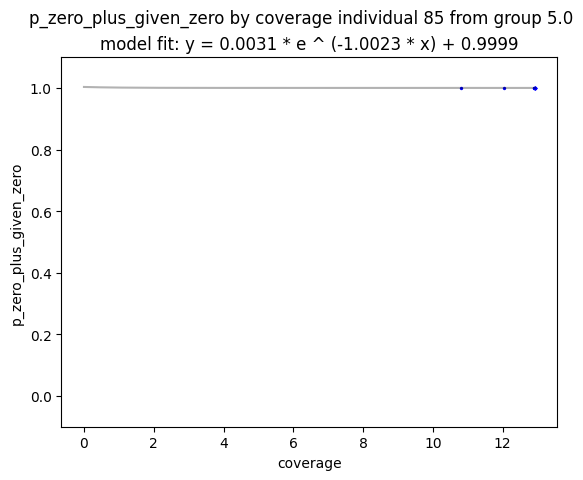 p_zero_plus_given_zero by coverage individual 85 from group 5.0
model fit: y = 0.0031 * e ^ (-1.0023 * x) + 0.9999
1.0
0.8
0.6
0.4
0.2
0.0
p_zero_plus_given_zero
0 2 4 6 8 10 12
coverage